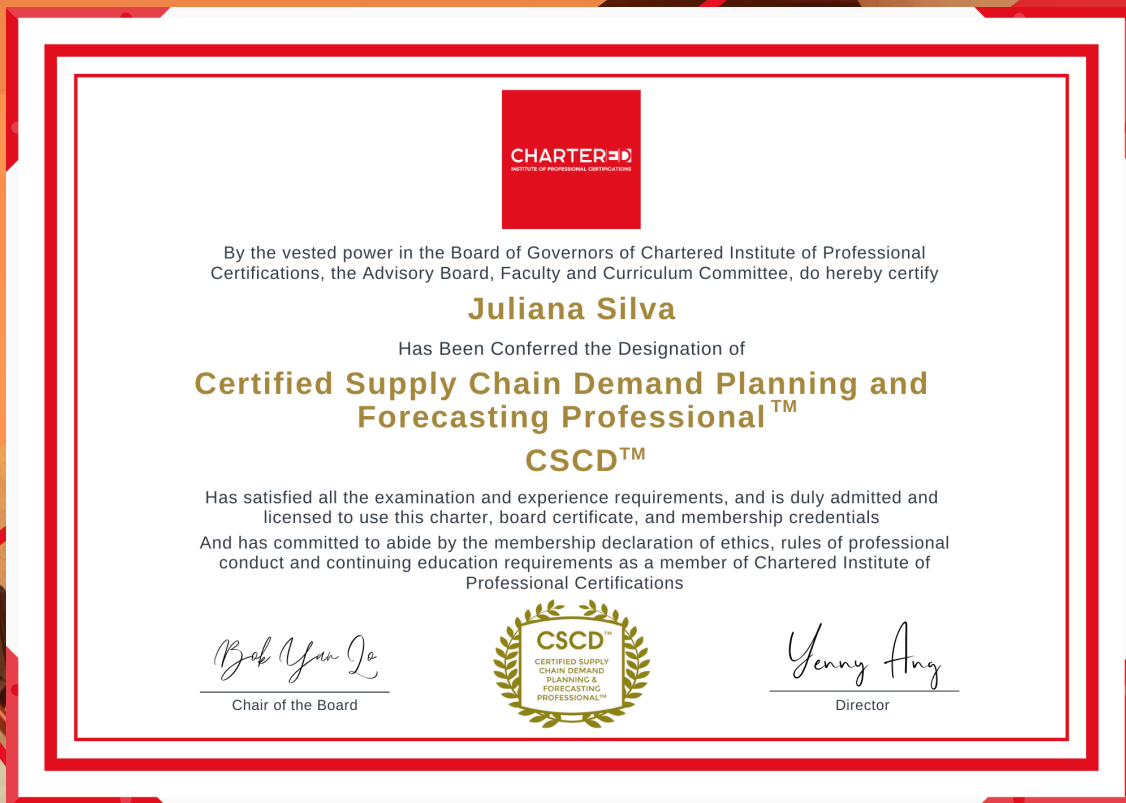 CHARTERED
INSTITUTE OF PROFESSIONAL CERTIFICATIONS
By the vested power in the Board of Governors of Chartered Institute of Professional
Certifications, the Advisory Board, Faculty and Curriculum Committee, do hereby certify
Juliana Silva
Has Been Conferred the Designation of
Certified Supply Chain Demand Planning and
Forecasting Professional™
CSCD™
Has satisfied all the examination and experience requirements, and is duly admitted and
licensed to use this charter, board certificate, and membership credentials
And has committed to abide by the membership declaration of ethics, rules of professional
conduct and continuing education requirements as a member of Chartered Institute of
Professional Certifications
Bok Yan Lo
Chair of the Board
CSCD™
CERTIFIED SUPPLY
CHAIN DEMAND
PLANNING &
FORECASTING
PROFESSIONAL™
Yenny Ang
Director